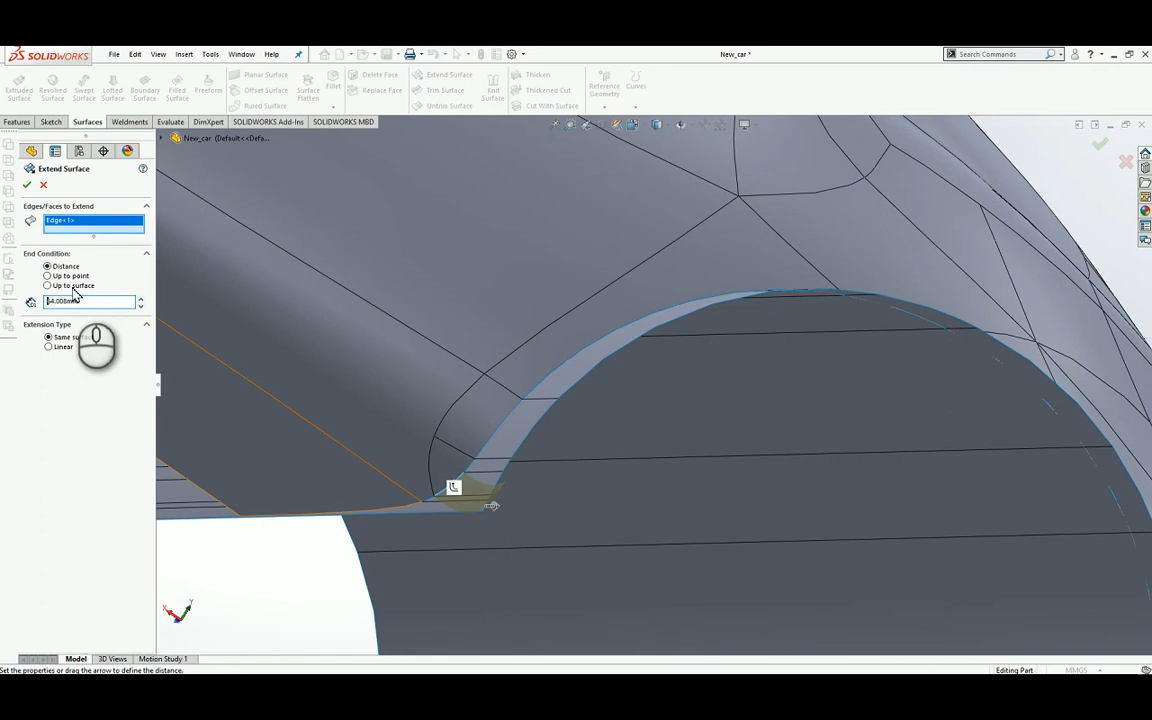 SOLIDWORKS File Edit View Insert Tools Window Help New_car * Search Commands
Extruded Surface
Revolved Surface
Swept Surface
Lofted Surface
Boundary Surface
Filled Surface
Freeform
Planar Surface
Offset Surface
Ruled Surface
Surface Flatten
Fillet
Delete Face
Replace Face
Extend Surface
Trim Surface
Untrim Surface
Knit Surface
Thicken
Thickened Cut
Cut With Surface
Reference Geometry
Curves
Features Sketch Surfaces Weldments Evaluate DimXpert SOLIDWORKS Add-Ins SOLIDWORKS MBD
New_car (Default<<Defa...
Extend Surface
Edges/Faces to Extend
Edge<1>
End Condition:
Distance
Up to point
Up to surface
Extension Type
Same
Linear
Model 3D Views Motion Study 1
Set the properties or drag the arrow to define the distance. Editing Part MMGS